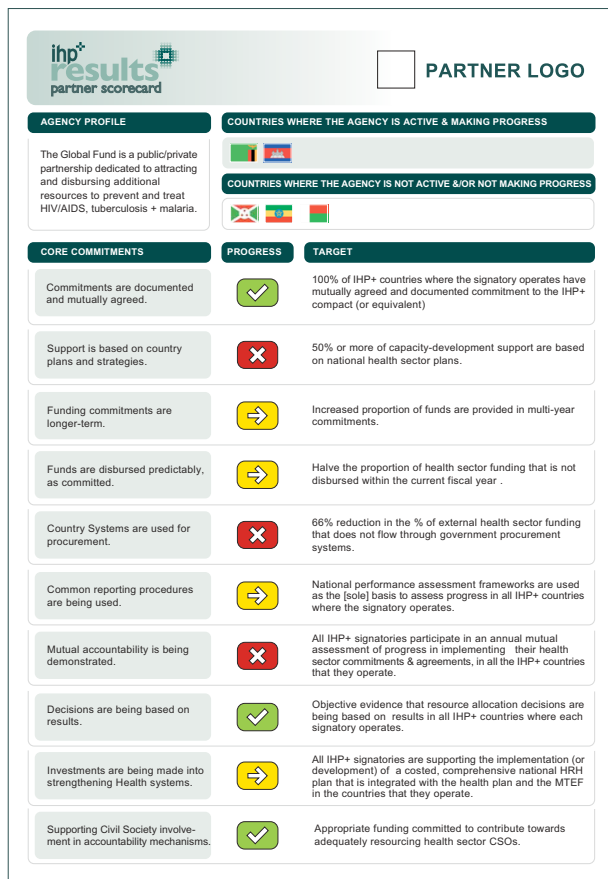 ihp+
results
partner scorecard
PARTNER LOGO
AGENCY PROFILE
The Global Fund is a public/private
partnership dedicated to attracting
and disbursing additional
resources to prevent and treat
HIV/AIDS, tuberculosis + malaria.
COUNTRIES WHERE THE AGENCY IS ACTIVE & MAKING PROGRESS
COUNTRIES WHERE THE AGENCY IS NOT ACTIVE &/OR NOT MAKING PROGRESS
CORE COMMITMENTS
PROGRESS
TARGET
Commitments are documented
and mutually agreed.
100% of IHP+ countries where the signatory operates have
mutually agreed and documented commitment to the IHP+
compact (or equivalent)
Support is based on country
plans and strategies.
50% or more of capacity-development support are based
on national health sector plans.
Funding commitments are
longer-term.
Increased proportion of funds are provided in multi-year
commitments.
Funds are disbursed predictably,
as committed.
Halve the proportion of health sector funding that is not
disbursed within the current fiscal year .
Country Systems are used for
procurement.
66% reduction in the % of external health sector funding
that does not flow through government procurement
systems.
Common reporting procedures
are being used.
National performance assessment frameworks are used
as the [sole] basis to assess progress in all IHP+ countries
where the signatory operates.
Mutual accountability is being
demonstrated.
All IHP+ signatories participate in an annual mutual
assessment of progress in implementing their health
sector commitments & agreements, in all the IHP+ countries
that they operate.
Decisions are being based on
results.
Objective evidence that resource allocation decisions are
being based on results in all IHP+ countries where each
signatory operates.
Investments are being made into
strengthening Health systems.
All IHP+ signatories are supporting the implementation (or
development) of a costed, comprehensive national HRH
plan that is integrated with the health plan and the MTEF
in the countries that they operate.
Supporting Civil Society involve-
ment in accountability mechanisms.
Appropriate funding committed to contribute towards
adequately resourcing health sector CSOs.